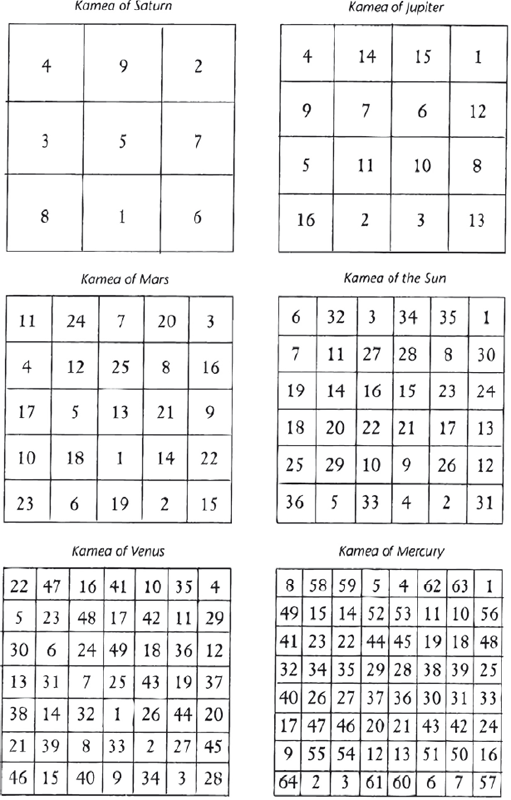 Kamea of Saturn
4 9 2
3 5 7
8 1 6
Kamea of Jupiter
4 14 15 1
9 7 6 12
5 11 10 8
16 2 3 13
Kamea of Mars
11 24 7 20 3
4 12 25 8 16
17 5 13 21 9
10 18 1 14 22
23 6 19 2 15
Kamea of the Sun
6 32 3 34 35 1
7 11 27 28 8 30
19 14 16 15 23 24
18 20 22 21 17 13
25 29 10 9 26 12
36 5 33 4 2 31
Kamea of Venus
22 47 16 41 10 35 4
5 23 48 17 42 11 29
30 6 24 49 18 36 12
13 31 7 25 43 19 37
38 14 32 1 26 44 20
21 39 8 33 2 27 45
46 15 40 9 34 3 28
Kamea of Mercury
8 58 59 5 4 62 63 1
49 15 14 52 53 11 10 56
41 23 22 44 45 19 18 48
32 34 35 29 28 38 39 25
40 26 27 37 36 30 31 33
17 47 46 20 21 43 42 24
9 55 54 12 13 51 50 16
64 2 3 61 60 6 7 57